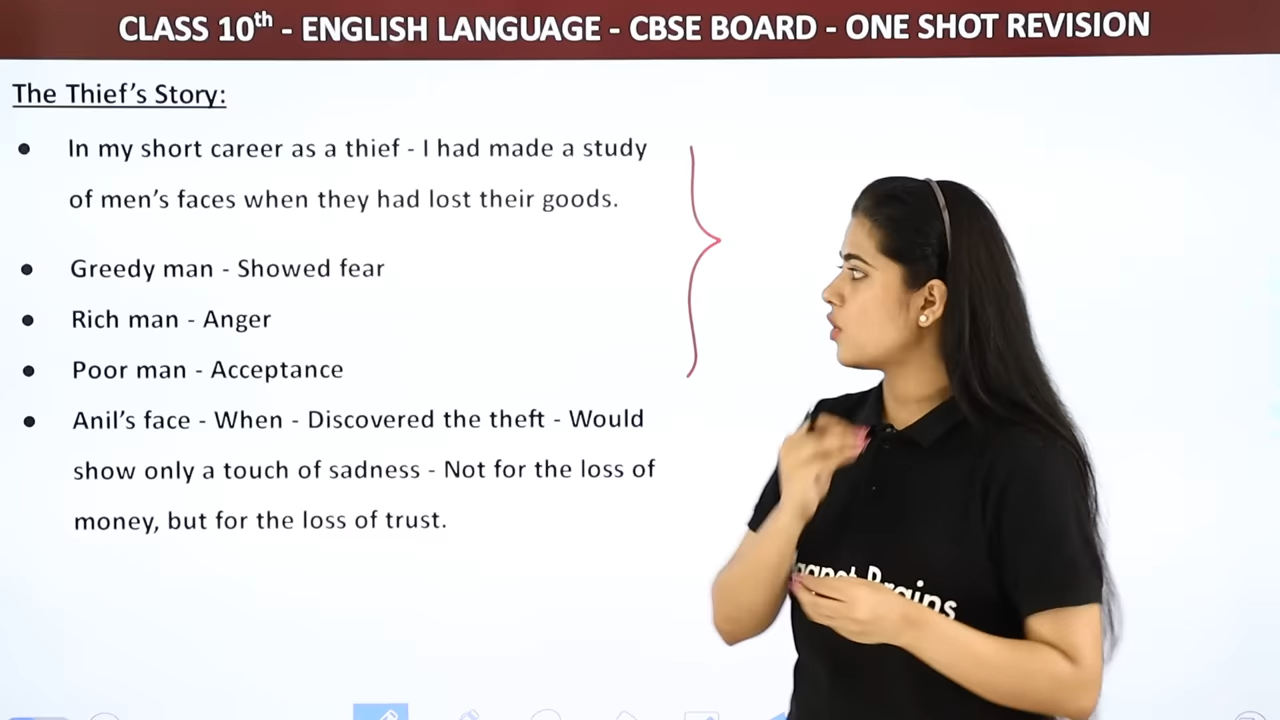 CLASS 10th - ENGLISH LANGUAGE - CBSE BOARD - ONE SHOT REVISION
The Thief's Story:
● In my short career as a thief - I had made a study
of men's faces when they had lost their goods.
● Greedy man - Showed fear
● Rich man - Anger
● Poor man - Acceptance
● Anil's face - When - Discovered the theft - Would
show only a touch of sadness - Not for the loss of
money, but for the loss of trust.
Brains